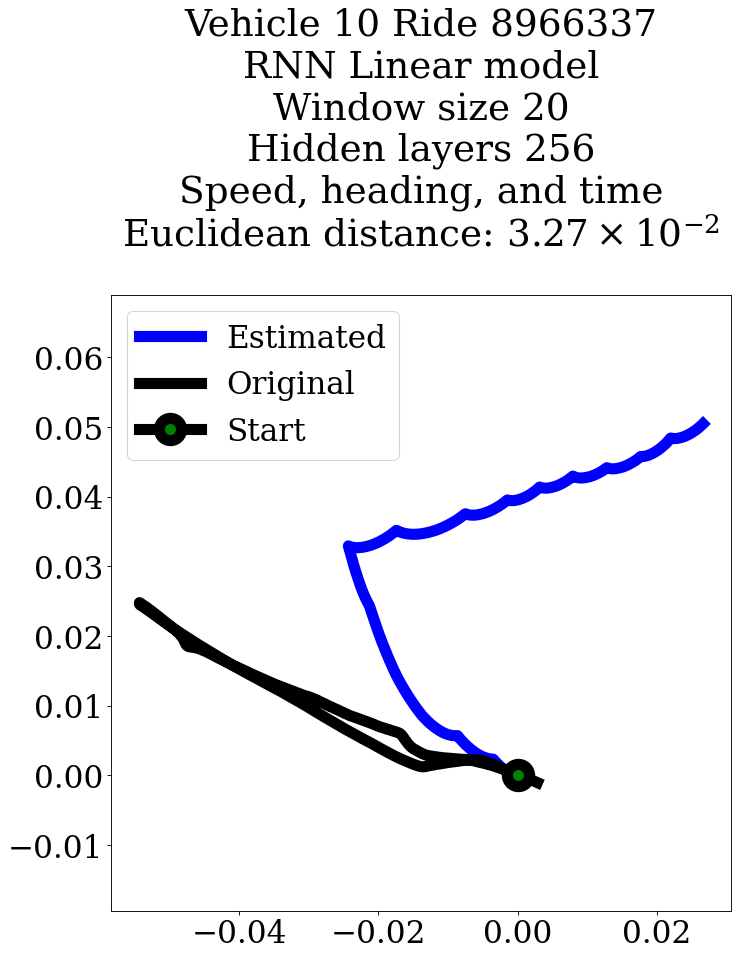 Vehicle 10 Ride 8966337
RNN Linear model
Window size 20
Hidden layers 256
Speed, heading, and time
Euclidean distance: 3.27 × 10⁻²
Estimated
Original
Start
0.06
0.05
0.04
0.03
0.02
0.01
0.00
−0.01
−0.04 −0.02 0.00 0.02